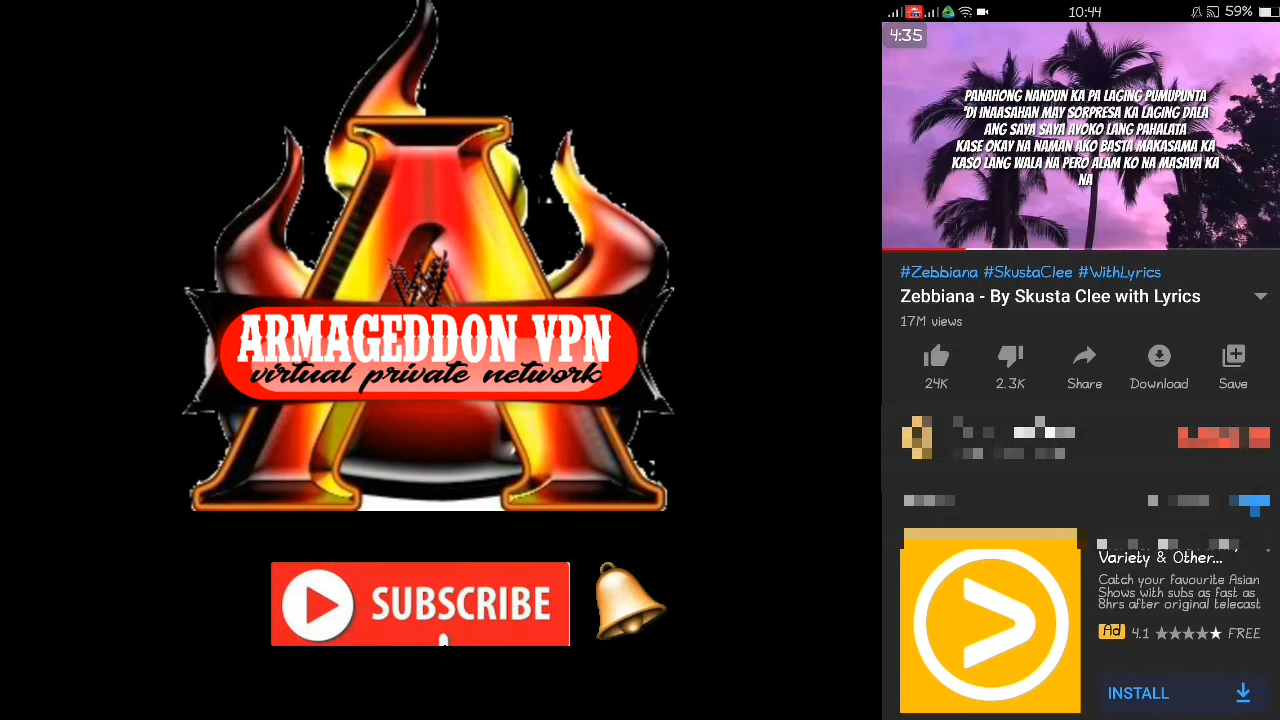 ARMAGEDDON VPN
virtual private network
SUBSCRIBE
10:44
59%
4:35
PANAHONG NANDUN KA PA LAGING PUMUPUNTA
'DI INAASAHAN MAY SORPRESA KA LAGING DALA
ANG SAYA SAYA AYOKO LANG PAHALATA
KASE OKAY NA NAMAN AKO BASTA MAKASAMA KA
KASO LANG WALA NA PERO ALAM KO NA MASAYA KA
NA
#Zebbiana #SkustaClee #WithLyrics
Zebbiana - By Skusta Clee with Lyrics
17M views
24K
2.3K
Share
Download
Save
Variety & Other...
Catch your favourite Asian
Shows with subs as fast as
8hrs after original telecast
Ad 4.1 FREE
INSTALL